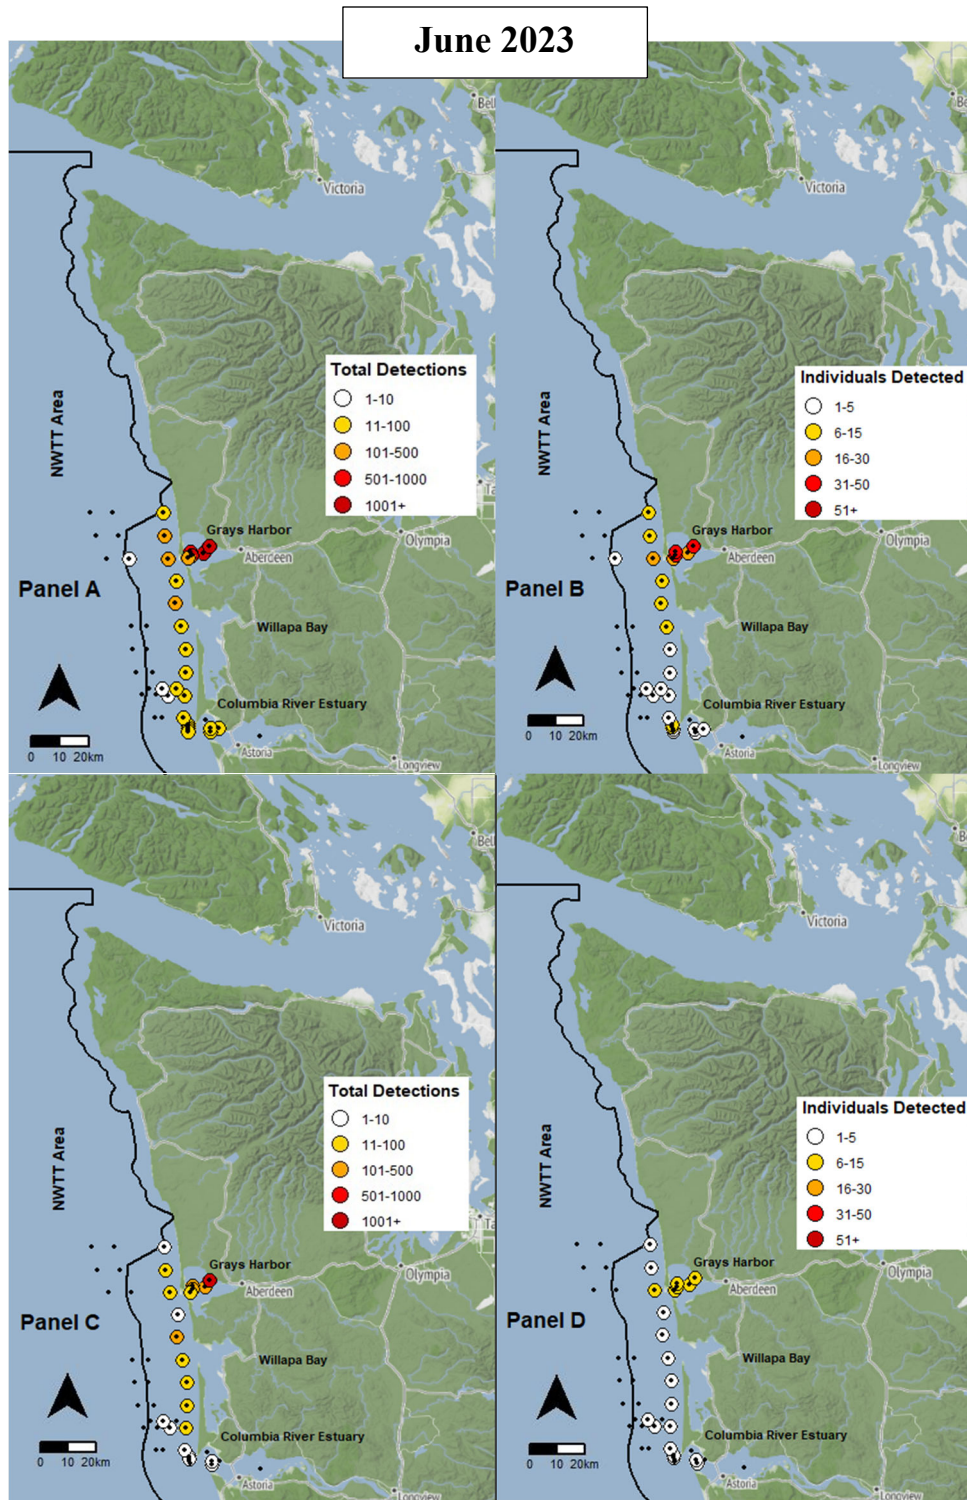 June 2023
Bel
Victoria
NWTT Area
Total Detections
1-10
11-100
101-500
501-1000
1001+
Ta
Grays Harbor
Aberdeen
Olympia
Panel A
Willapa Bay
Columbia River Estuary
0 10 20km
Astoria
Longview
Be
Victoria
NWTT Area
Individuals Detected
1-5
6-15
16-30
31-50
51+
Grays Harbor
Aberdeen
Olympia
Panel B
Willapa Bay
Columbia River Estuary
0 10 20km
Astoria
Longview
Bel
Victoria
NWTT Area
Total Detections
1-10
11-100
101-500
501-1000
1001+
Ta
Grays Harbor
Aberdeen
Olympia
Panel C
Willapa Bay
Columbia River Estuary
0 10 20km
Astoria
Longview
B
Victoria
NWTT Area
Individuals Detected
1-5
6-15
16-30
31-50
51+
Grays Harbor
Aberdeen
Olympia
Panel D
Willapa Bay
Columbia River Estuary
0 10 20km
Astoria
Longview